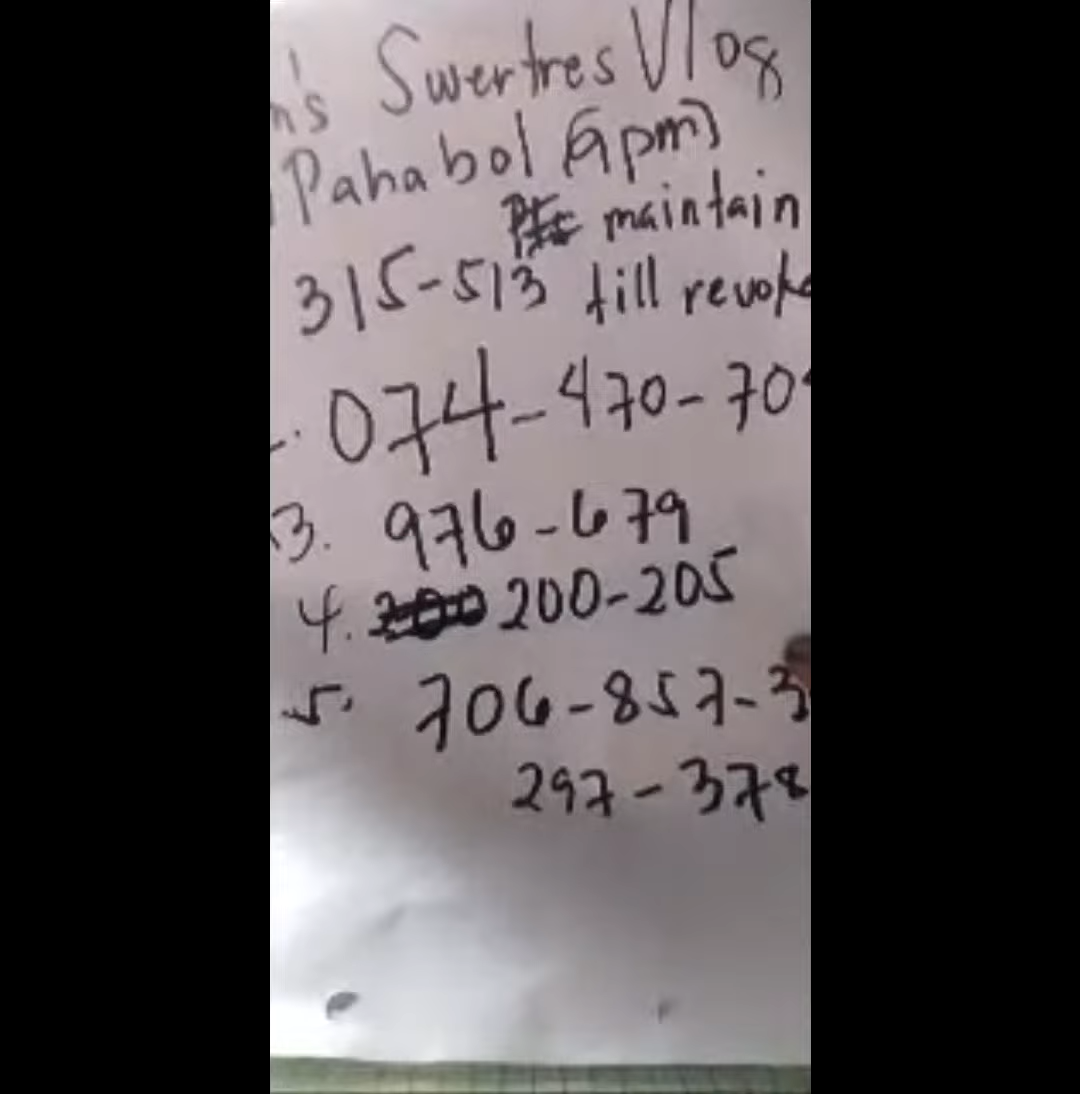 n's Swertres Vlog
Pahabol (9pm)
maintain
315-513 till revoke
074-470-70
3. 976-679
4. 200-205
5. 706-857-3
297-378